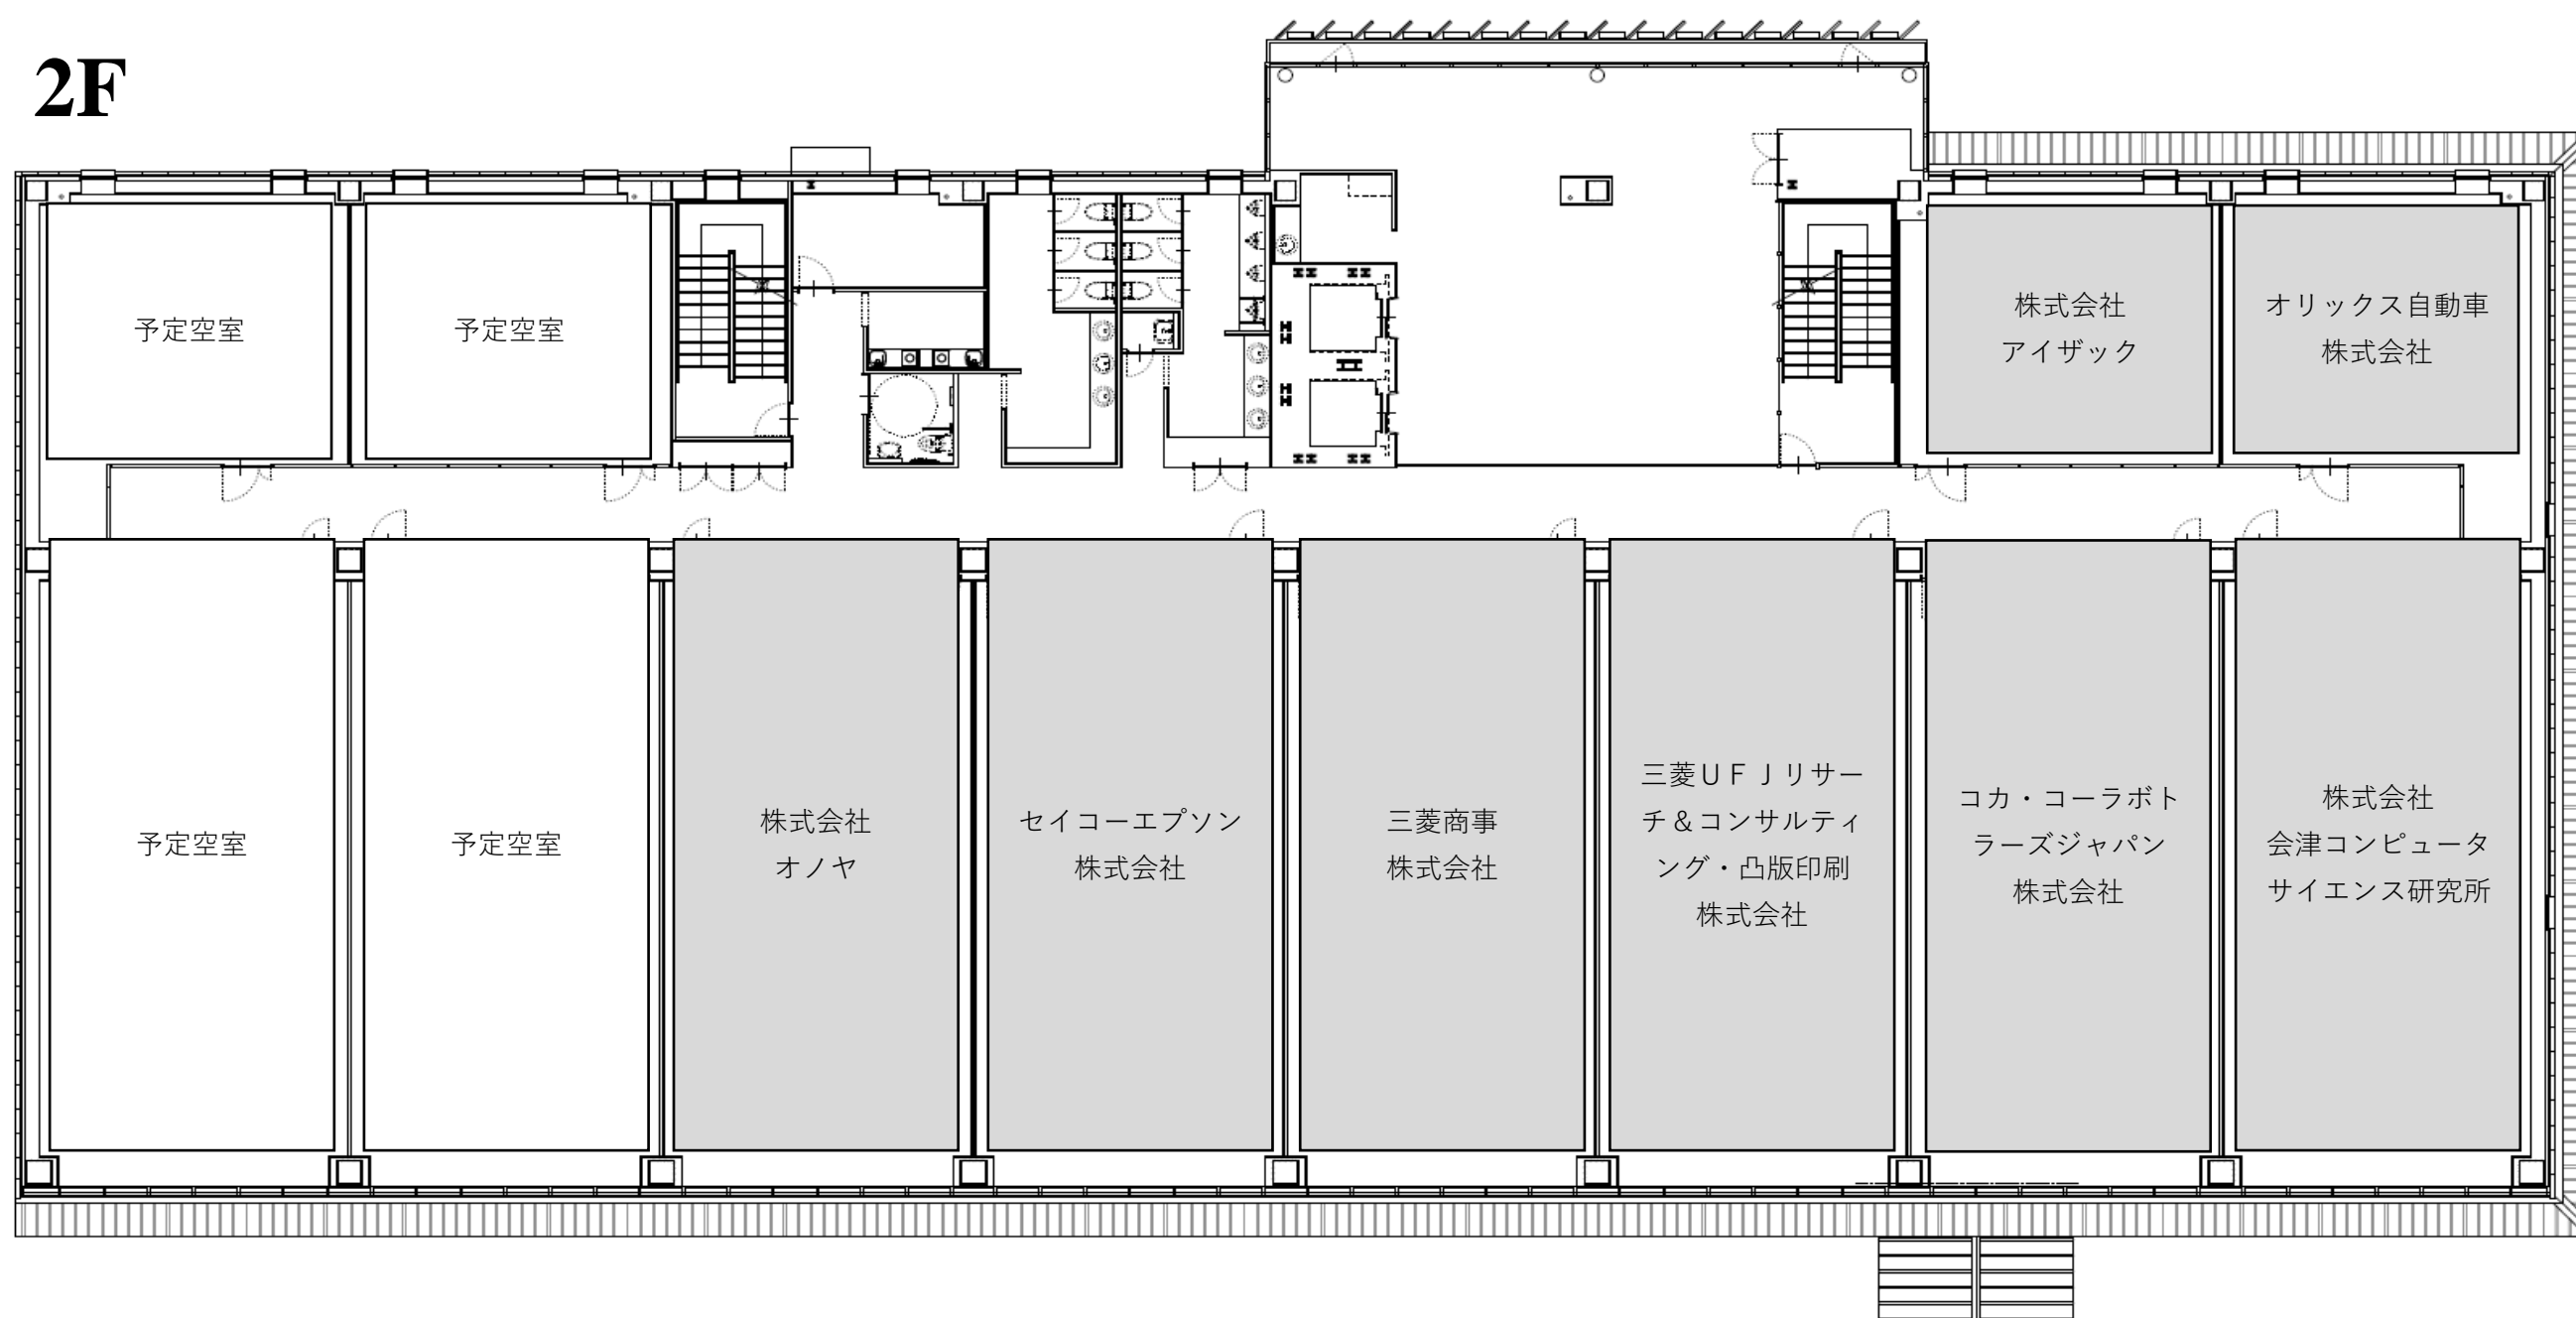 2F
予定空室
予定空室
株式会社
アイザック
オリックス自動車
株式会社
予定空室
予定空室
株式会社
オノヤ
セイコーエプソン
株式会社
三菱商事
株式会社
三菱ＵＦＪリサー
チ＆コンサルティ
ング・凸版印刷
株式会社
コカ・コーラボト
ラーズジャパン
株式会社
株式会社
会津コンピュータ
サイエンス研究所